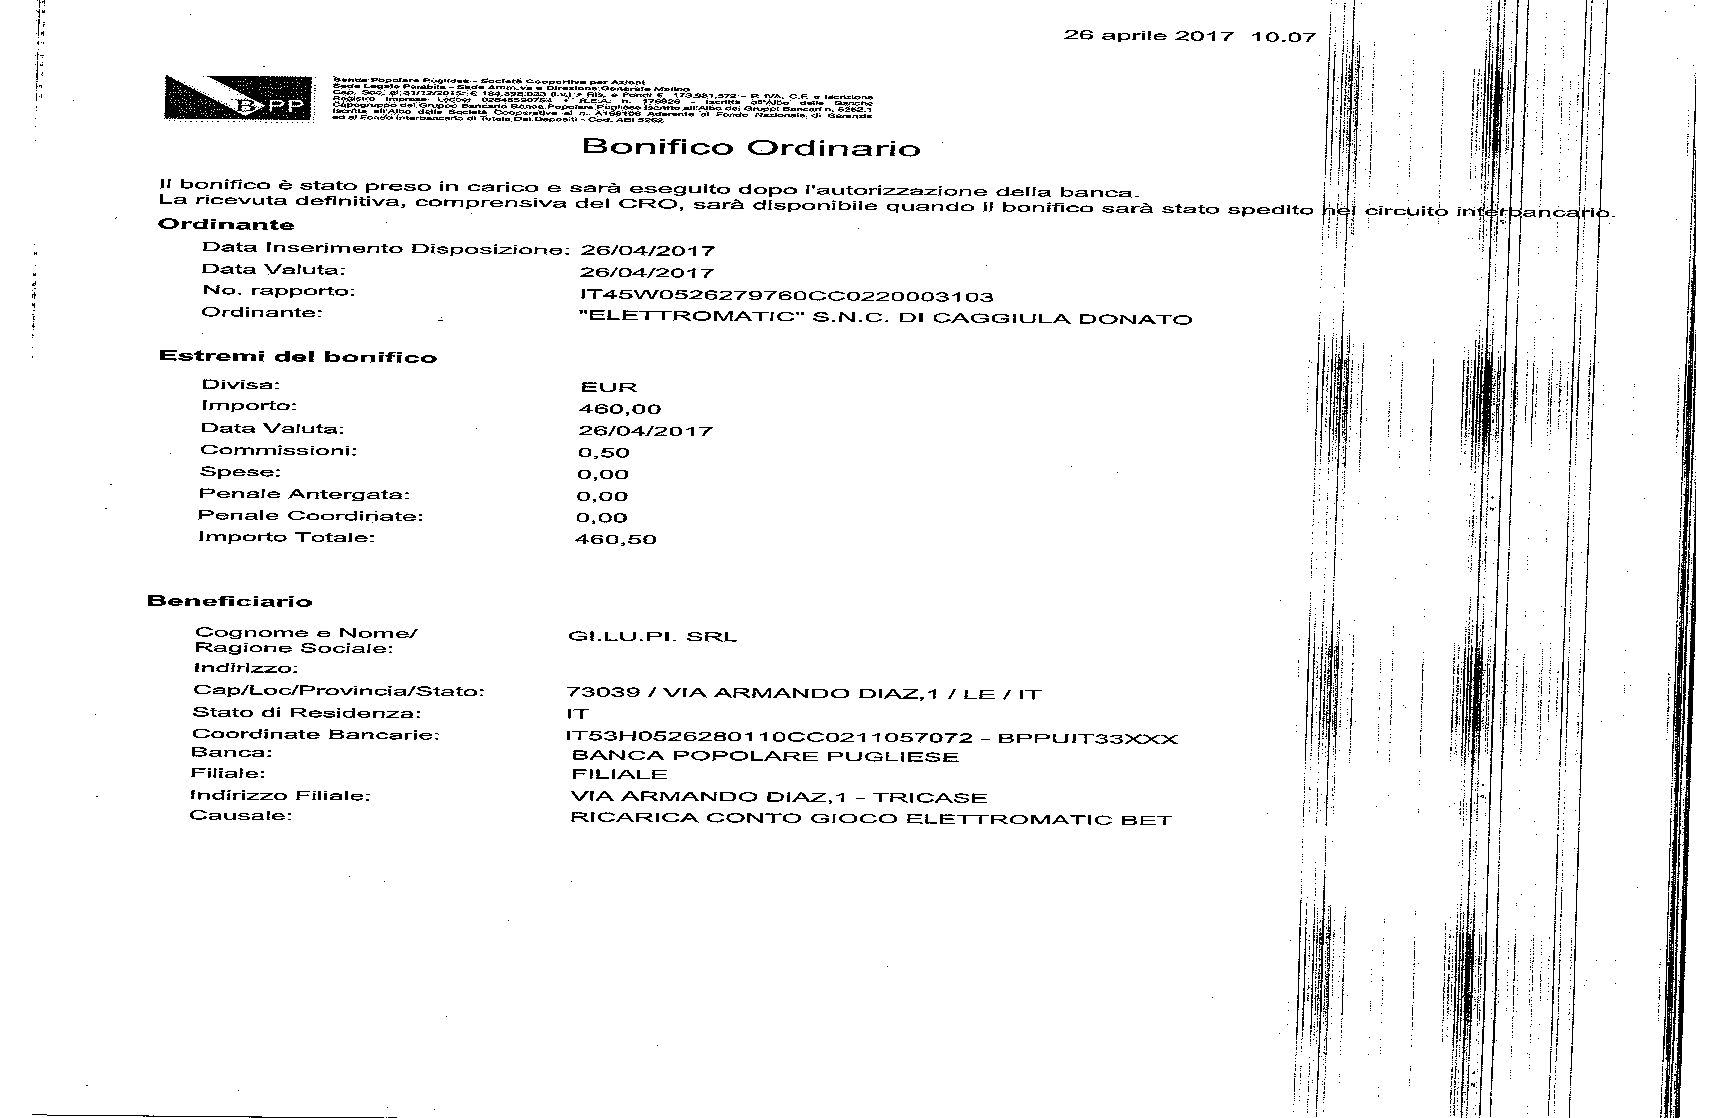 26 aprile 2017 10.07
BPP
Banca Popolare Pugliese - Società Cooperativa per Azioni
Sede Legale Parabita - Sede Amm.va e Direzione Generale Matino
Bonifico Ordinario
Il bonifico è stato preso in carico e sarà eseguito dopo l'autorizzazione della banca.
La ricevuta definitiva, comprensiva del CRO, sarà disponibile quando il bonifico sarà stato spedito nel circuito interbancario.
Ordinante
Data Inserimento Disposizione: 26/04/2017
Data Valuta: 26/04/2017
No. rapporto: IT45W0526279760CC0220003103
Ordinante: "ELETTROMATIC" S.N.C. DI CAGGIULA DONATO
Estremi del bonifico
Divisa: EUR
Importo: 460,00
Data Valuta: 26/04/2017
Commissioni: 0,50
Spese: 0,00
Penale Antergata: 0,00
Penale Coordinate: 0,00
Importo Totale: 460,50
Beneficiario
Cognome e Nome/ GI.LU.PI. SRL
Ragione Sociale:
Indirizzo:
Cap/Loc/Provincia/Stato: 73039 / VIA ARMANDO DIAZ,1 / LE / IT
Stato di Residenza: IT
Coordinate Bancarie: IT53H0526280110CC0211057072 - BPPUIT33XXX
Banca: BANCA POPOLARE PUGLIESE
Filiale: FILIALE
Indirizzo Filiale: VIA ARMANDO DIAZ,1 - TRICASE
Causale: RICARICA CONTO GIOCO ELETTROMATIC BET